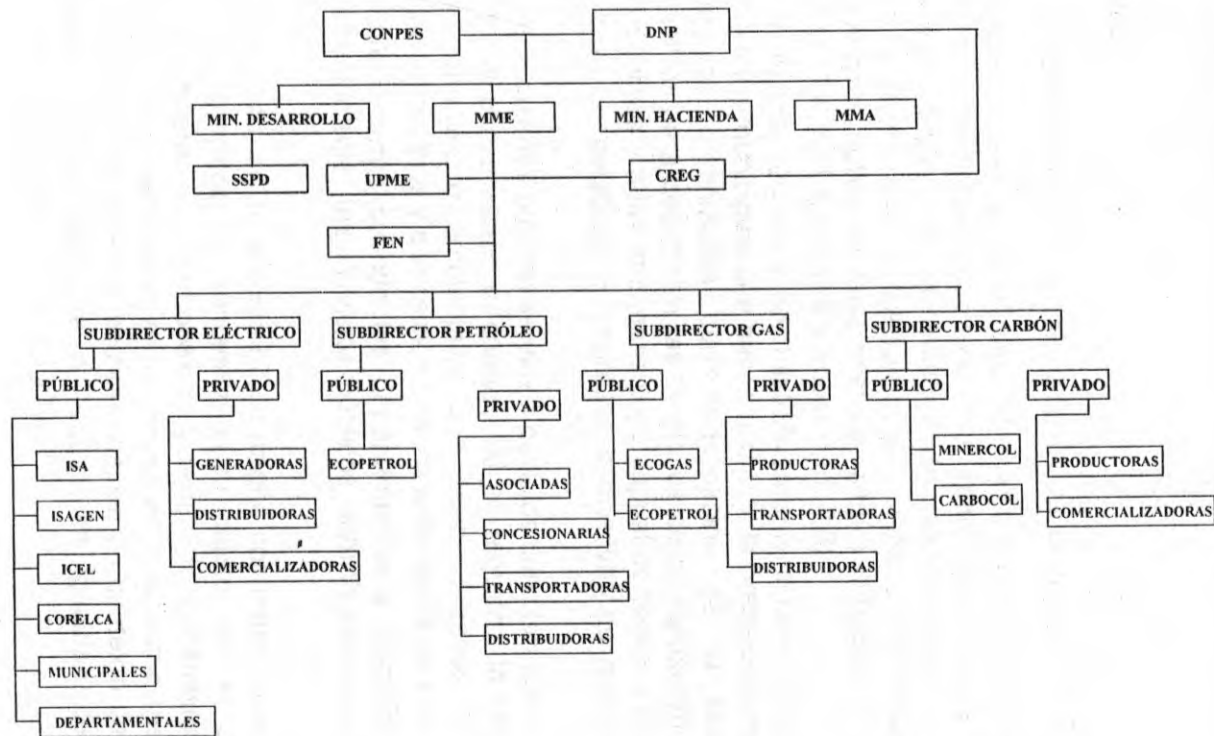 CONPES
DNP
MIN. DESARROLLO
MME
MIN. HACIENDA
MMA
SSPD
UPME
CREG
FEN
SUBDIRECTOR ELÉCTRICO
SUBDIRECTOR PETRÓLEO
SUBDIRECTOR GAS
SUBDIRECTOR CARBÓN
PÚBLICO
PRIVADO
PÚBLICO
PRIVADO
PÚBLICO
PRIVADO
PÚBLICO
PRIVADO
ISA
ISAGEN
ICEL
CORELCA
MUNICIPALES
DEPARTAMENTALES
GENERADORAS
DISTRIBUIDORAS
COMERCIALIZADORAS
ECOPETROL
ASOCIADAS
CONCESIONARIAS
TRANSPORTADORAS
DISTRIBUIDORAS
ECOGAS
ECOPETROL
PRODUCTORAS
TRANSPORTADORAS
DISTRIBUIDORAS
MINERCOL
CARBOCOL
PRODUCTORAS
COMERCIALIZADORAS